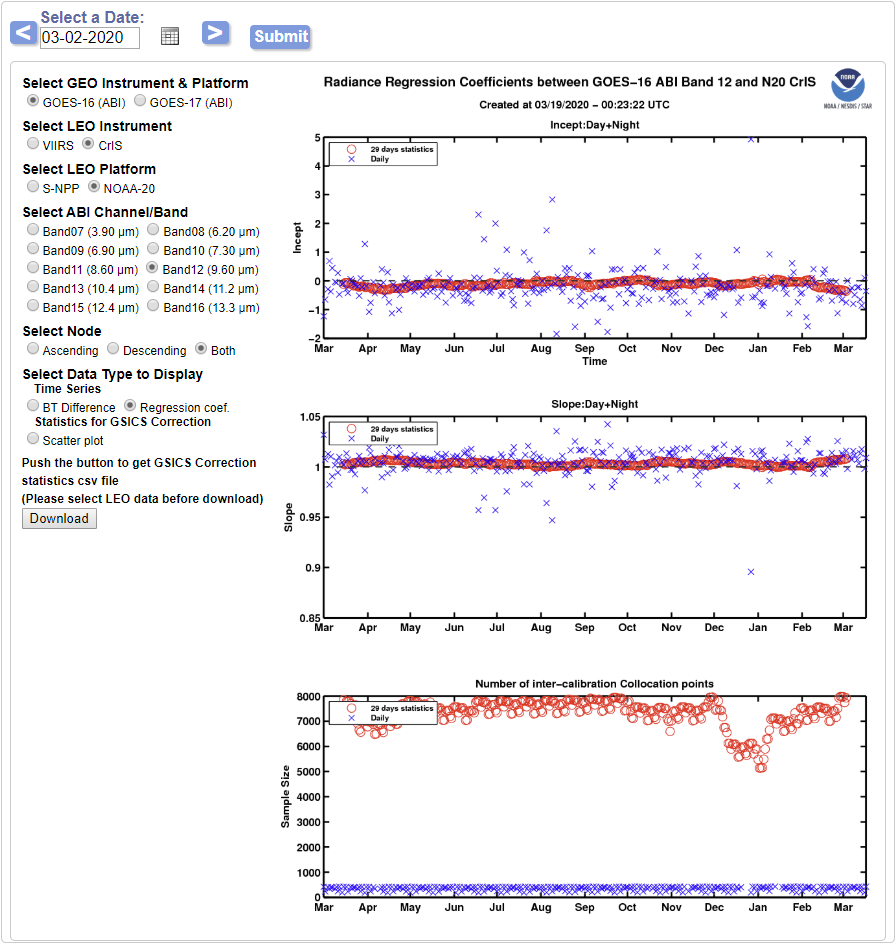 Select a Date:
< 03-02-2020 > Submit
Select GEO Instrument & Platform
GOES-16 (ABI) GOES-17 (ABI)
Select LEO Instrument
VIIRS CrIS
Select LEO Platform
S-NPP NOAA-20
Select ABI Channel/Band
Band07 (3.90 µm) Band08 (6.20 µm)
Band09 (6.90 µm) Band10 (7.30 µm)
Band11 (8.60 µm) Band12 (9.60 µm)
Band13 (10.4 µm) Band14 (11.2 µm)
Band15 (12.4 µm) Band16 (13.3 µm)
Select Node
Ascending Descending Both
Select Data Type to Display
Time Series
BT Difference Regression coef.
Statistics for GSICS Correction
Scatter plot
Push the button to get GSICS Correction
statistics csv file
(Please select LEO data before download)
Download
Radiance Regression Coefficients between GOES−16 ABI Band 12 and N20 CrIS
Created at 03/19/2020 − 00:23:22 UTC
NOAA
NOAA / NESDIS / STAR
Incept:Day+Night
29 days statistics
Daily
5
4
3
2
1
0
−1
−2
Incept
Mar Apr May Jun Jul Aug Sep Oct Nov Dec Jan Feb Mar
Time
Slope:Day+Night
29 days statistics
Daily
1.05
1
0.95
0.9
0.85
Slope
Mar Apr May Jun Jul Aug Sep Oct Nov Dec Jan Feb Mar
Number of inter−calibration Collocation points
29 days statistics
Daily
8000
7000
6000
5000
4000
3000
2000
1000
0
Sample Size
Mar Apr May Jun Jul Aug Sep Oct Nov Dec Jan Feb Mar